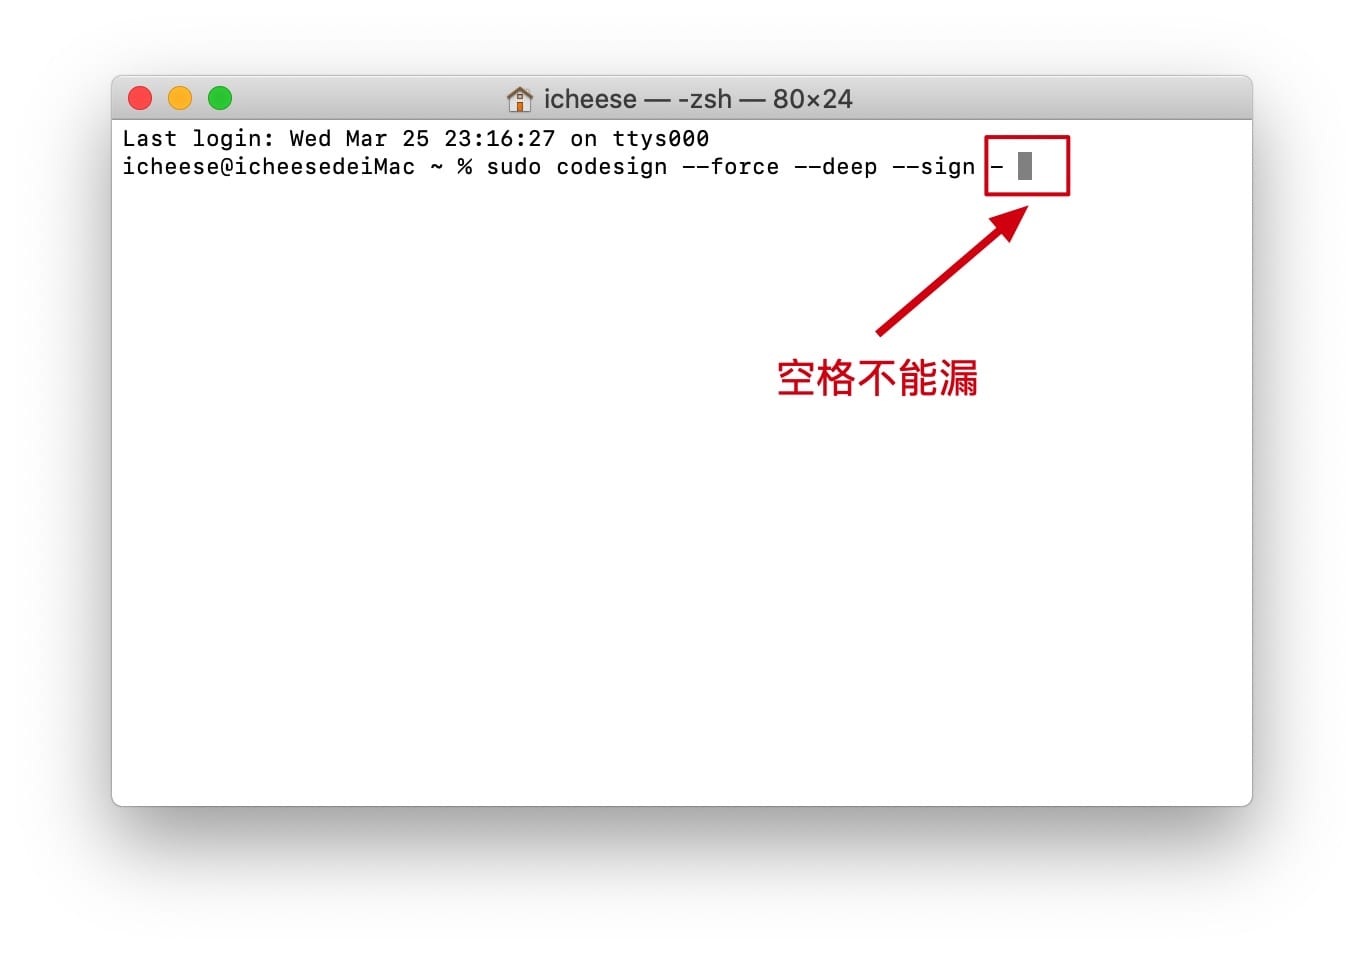 icheese — -zsh — 80×24
Last login: Wed Mar 25 23:16:27 on ttys000
icheese@icheesedeiMac ~ % sudo codesign --force --deep --sign -
空格不能漏